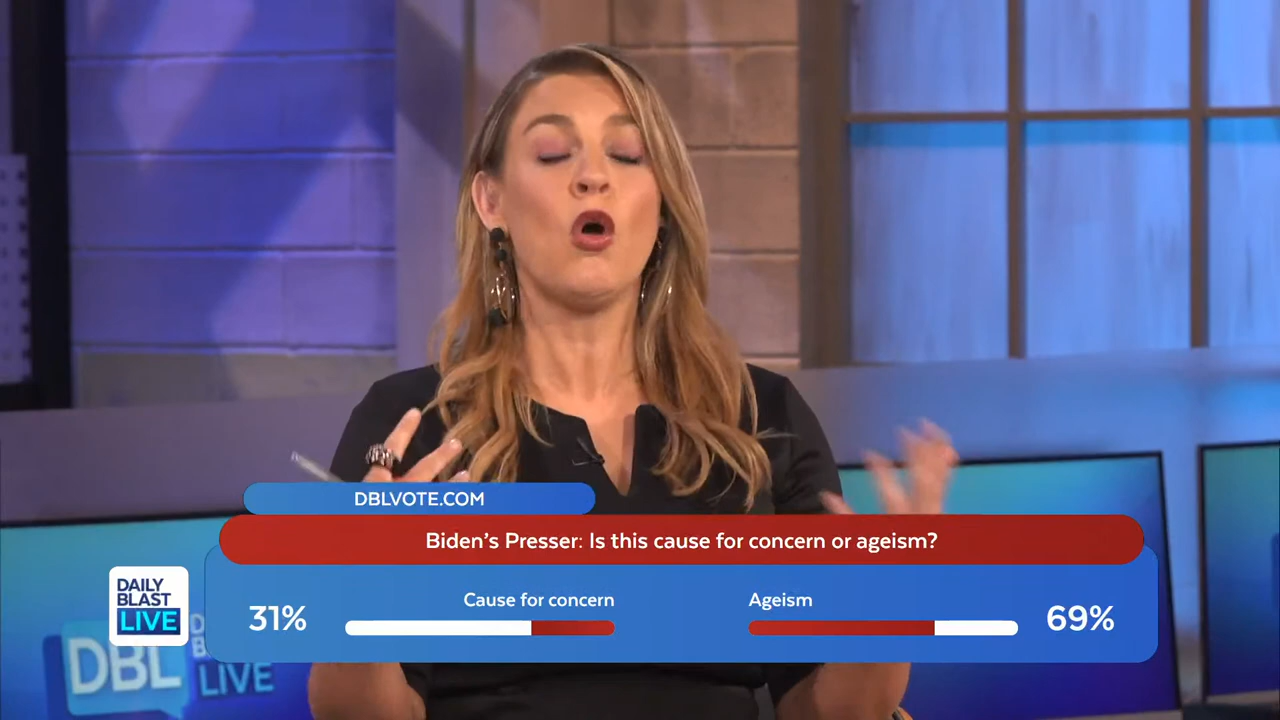 DBLVOTE.COM
Biden's Presser: Is this cause for concern or ageism?
DAILY
BLAST
LIVE
31%
Cause for concern
Ageism
69%
DBL
LIVE